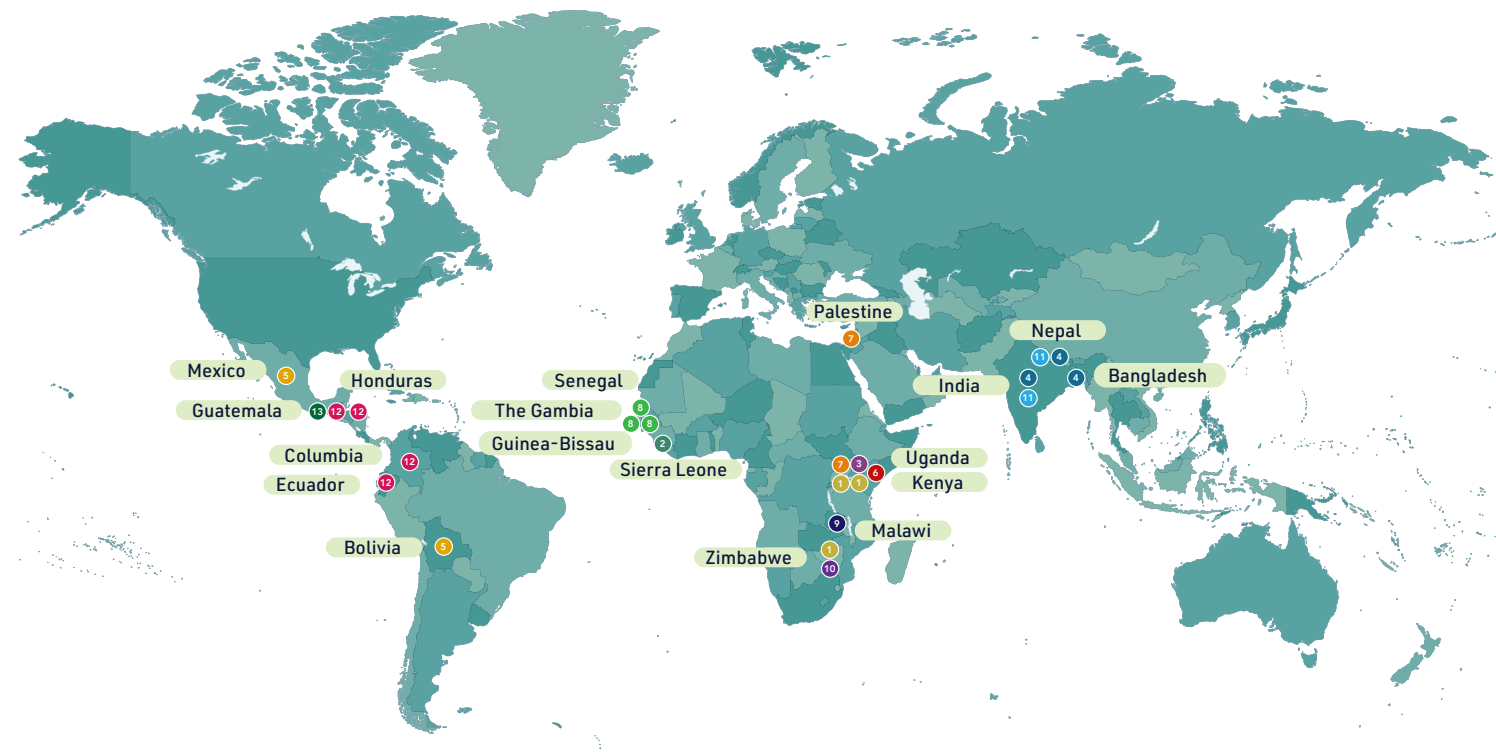 Palestine
7
Nepal
11 4
Mexico
5
Honduras
Senegal
India
4
4
Bangladesh
11
Guatemala
13 12 12
The Gambia
8
8 8
Guinea-Bissau
2
Columbia
12
Sierra Leone
Uganda
7 3
6
Ecuador
12
1 1
Kenya
9
Malawi
Bolivia
5
Zimbabwe
1
10